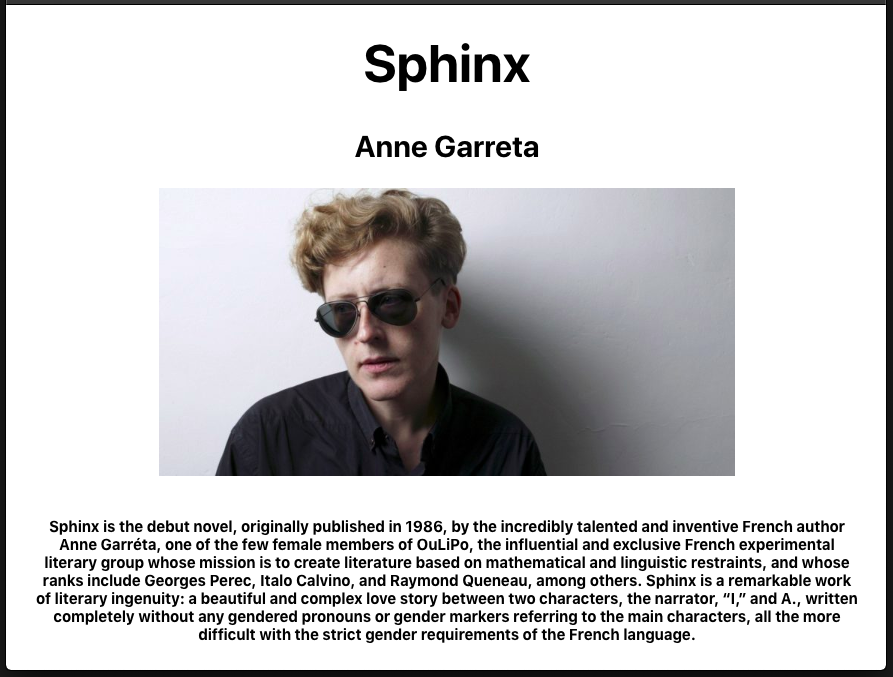 Sphinx
Anne Garreta
Sphinx is the debut novel, originally published in 1986, by the incredibly talented and inventive French author
Anne Garréta, one of the few female members of OuLiPo, the influential and exclusive French experimental
literary group whose mission is to create literature based on mathematical and linguistic restraints, and whose
ranks include Georges Perec, Italo Calvino, and Raymond Queneau, among others. Sphinx is a remarkable work
of literary ingenuity: a beautiful and complex love story between two characters, the narrator, “I,” and A., written
completely without any gendered pronouns or gender markers referring to the main characters, all the more
difficult with the strict gender requirements of the French language.